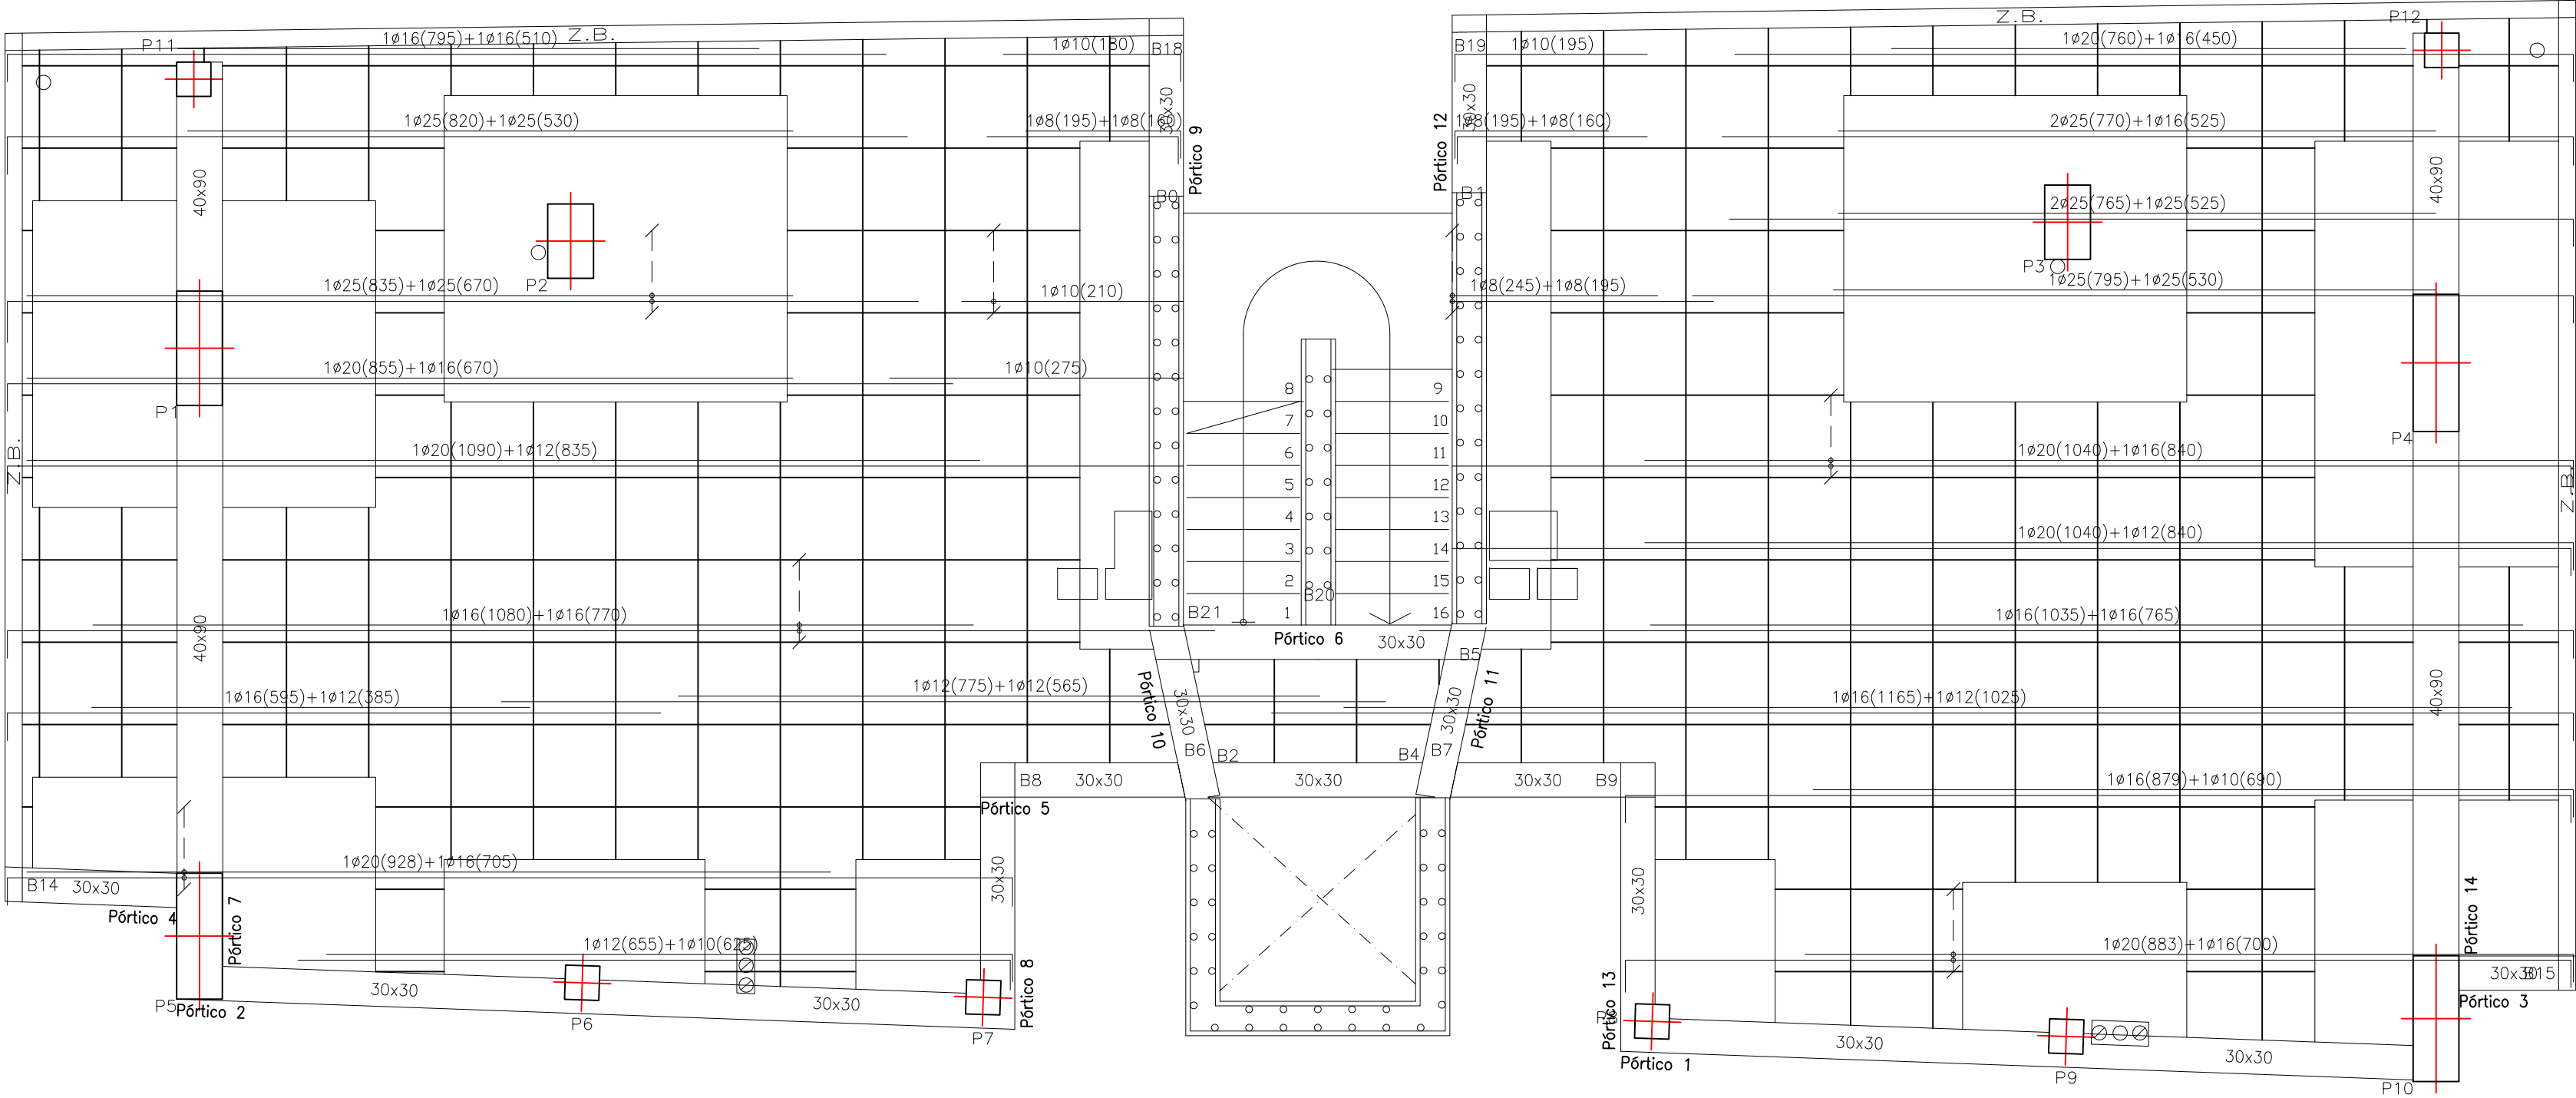 P11
1ø16(795)+1ø16(510)
Z.B.
1ø10(180)
B18
B19
1ø10(195)
Z.B.
1ø20(760)+1ø16(450)
P12
1ø25(820)+1ø25(530)
1ø8(195)+1ø8(160)
30x30
Pórtico 9
Pórtico 12
30x30
1ø8(195)+1ø8(160)
2ø25(770)+1ø16(525)
40x90
B0
B1
2ø25(765)+1ø25(525)
40x90
1ø25(835)+1ø25(670)
P2
1ø10(210)
1ø8(245)+1ø8(195)
P3
1ø25(795)+1ø25(530)
1ø20(855)+1ø16(670)
1ø10(275)
P1
8
9
7
10
P4
Z.B.
1ø20(1090)+1ø12(835)
6
11
1ø20(1040)+1ø16(840)
Z.B.
5
12
4
13
3
14
1ø20(1040)+1ø12(840)
2
15
B20
B21
1
16
40x90
1ø16(1080)+1ø16(770)
Pórtico 6
30x30
B5
1ø16(1035)+1ø16(765)
1ø16(595)+1ø12(385)
1ø12(775)+1ø12(565)
Pórtico 10
30x30
30x30
Pórtico 11
1ø16(1165)+1ø12(1025)
40x90
B6
B2
B4
B7
B8
30x30
30x30
30x30
B9
1ø16(879)+1ø10(690)
Pórtico 5
1ø20(928)+1ø16(705)
B14
30x30
30x30
30x30
Pórtico 4
Pórtico 7
Pórtico 14
1ø12(655)+1ø10(625)
1ø20(883)+1ø16(700)
30x30
B15
30x30
30x30
Pórtico 8
Pórtico 13
Pórtico 3
P5
Pórtico 2
P6
P7
Pórtico 1
30x30
30x30
P9
P10